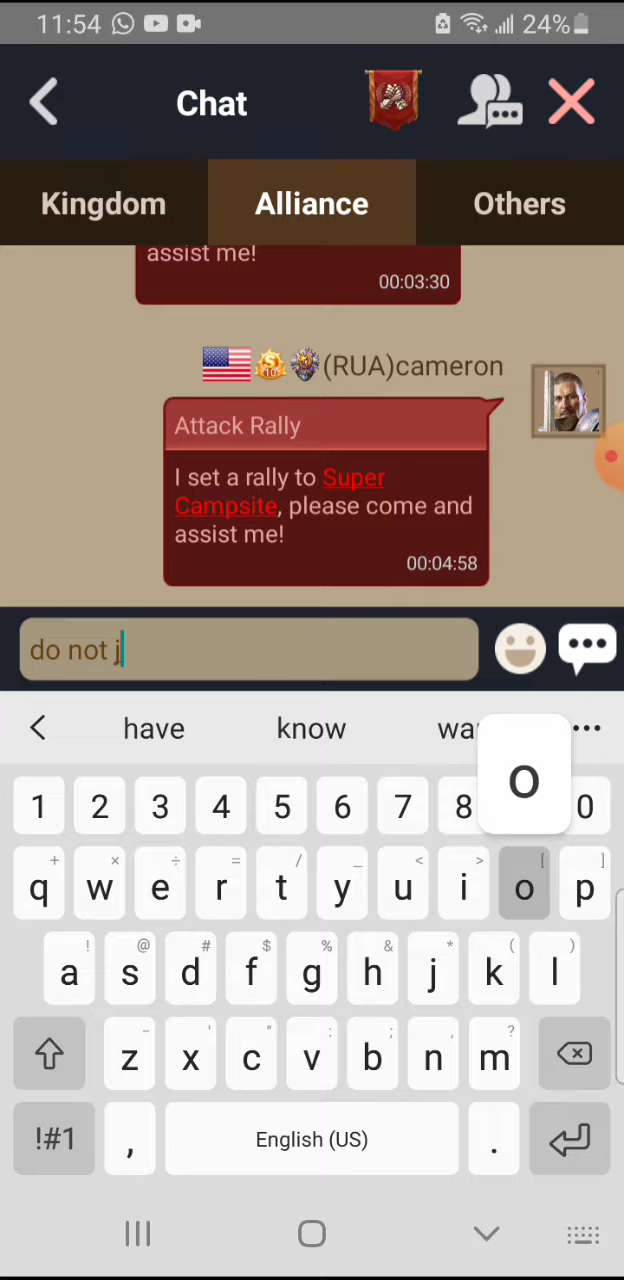 11:54 24%
Chat
Kingdom Alliance Others
assist me!
00:03:30
(RUA)cameron
Attack Rally
I set a rally to Super
Campsite, please come and
assist me!
00:04:58
do not j
have know wa
o
1 2 3 4 5 6 7 8 0
+ × ÷ = / _ < > [ ]
q w e r t y u i o p
! @ # $ % & * ( )
a s d f g h j k l
- ' " : ; , ?
z x c v b n m
!#1 , English (US) .